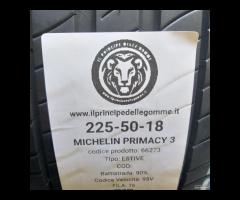 IL PRINCIPE DELLE GOMME
www.ilprincipedellegomme.it
225-50-18
MICHELIN PRIMACY 3
codice prodotto: 66273
Tipo: ESTIVE
COD:
Battistrada: 90%
Codice Velocità: 95V
FILA: 76